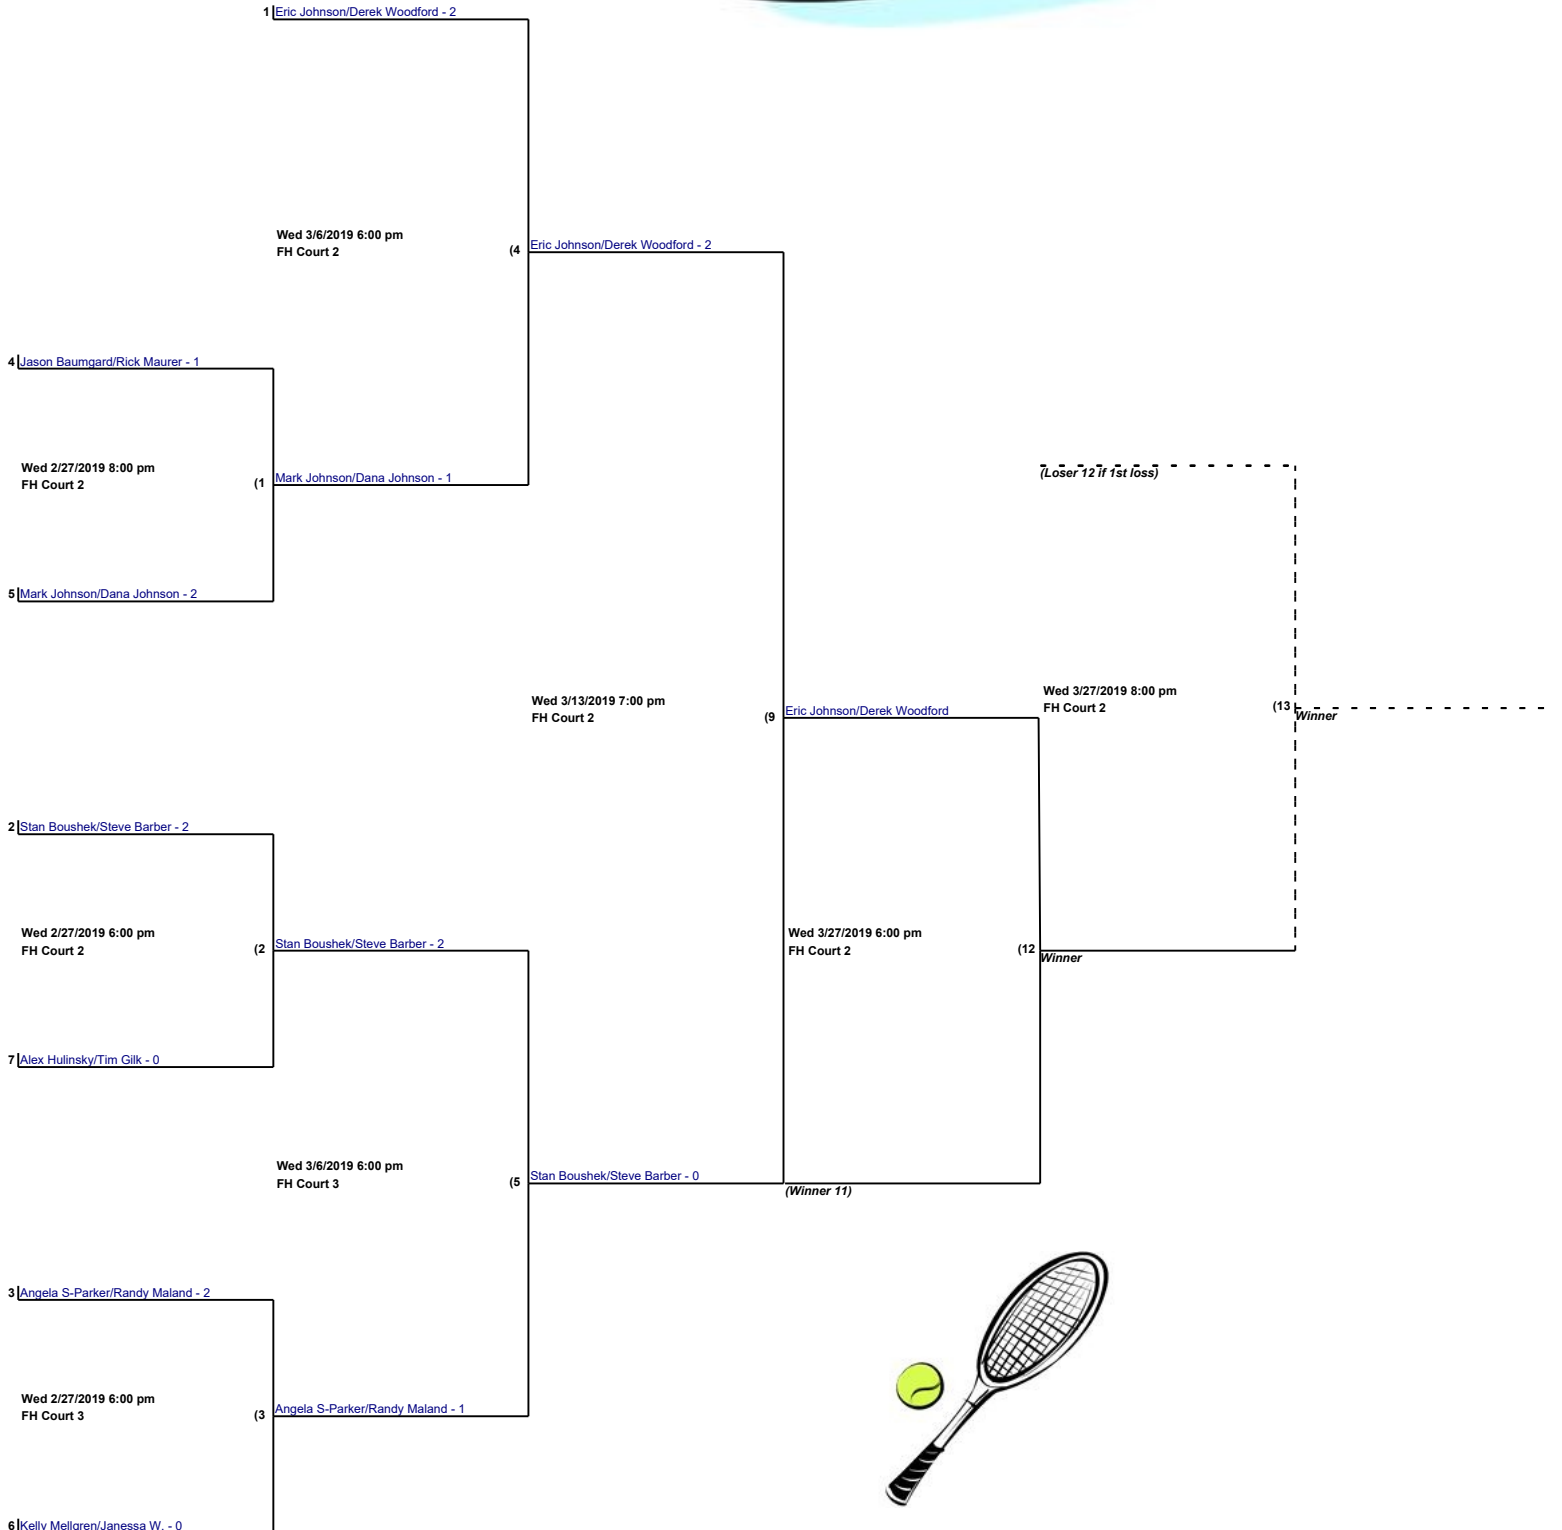 1 Eric Johnson/Derek Woodford - 2
Wed 3/6/2019 6:00 pm
FH Court 2
(4
Eric Johnson/Derek Woodford - 2
4 Jason Baumgard/Rick Maurer - 1
Wed 2/27/2019 8:00 pm
FH Court 2
(1
Mark Johnson/Dana Johnson - 1
(Loser 12 if 1st loss)
5 Mark Johnson/Dana Johnson - 2
Wed 3/13/2019 7:00 pm
FH Court 2
(9
Eric Johnson/Derek Woodford
Wed 3/27/2019 8:00 pm
FH Court 2
(13
Winner
2 Stan Boushek/Steve Barber - 2
Wed 2/27/2019 6:00 pm
FH Court 2
(2
Stan Boushek/Steve Barber - 2
Wed 3/27/2019 6:00 pm
FH Court 2
(12
Winner
7 Alex Hulinsky/Tim Gilk - 0
Wed 3/6/2019 6:00 pm
FH Court 3
(5
Stan Boushek/Steve Barber - 0
(Winner 11)
3 Angela S-Parker/Randy Maland - 2
Wed 2/27/2019 6:00 pm
FH Court 3
(3
Angela S-Parker/Randy Maland - 1
6 Kelly Mellgren/Janessa W. - 0